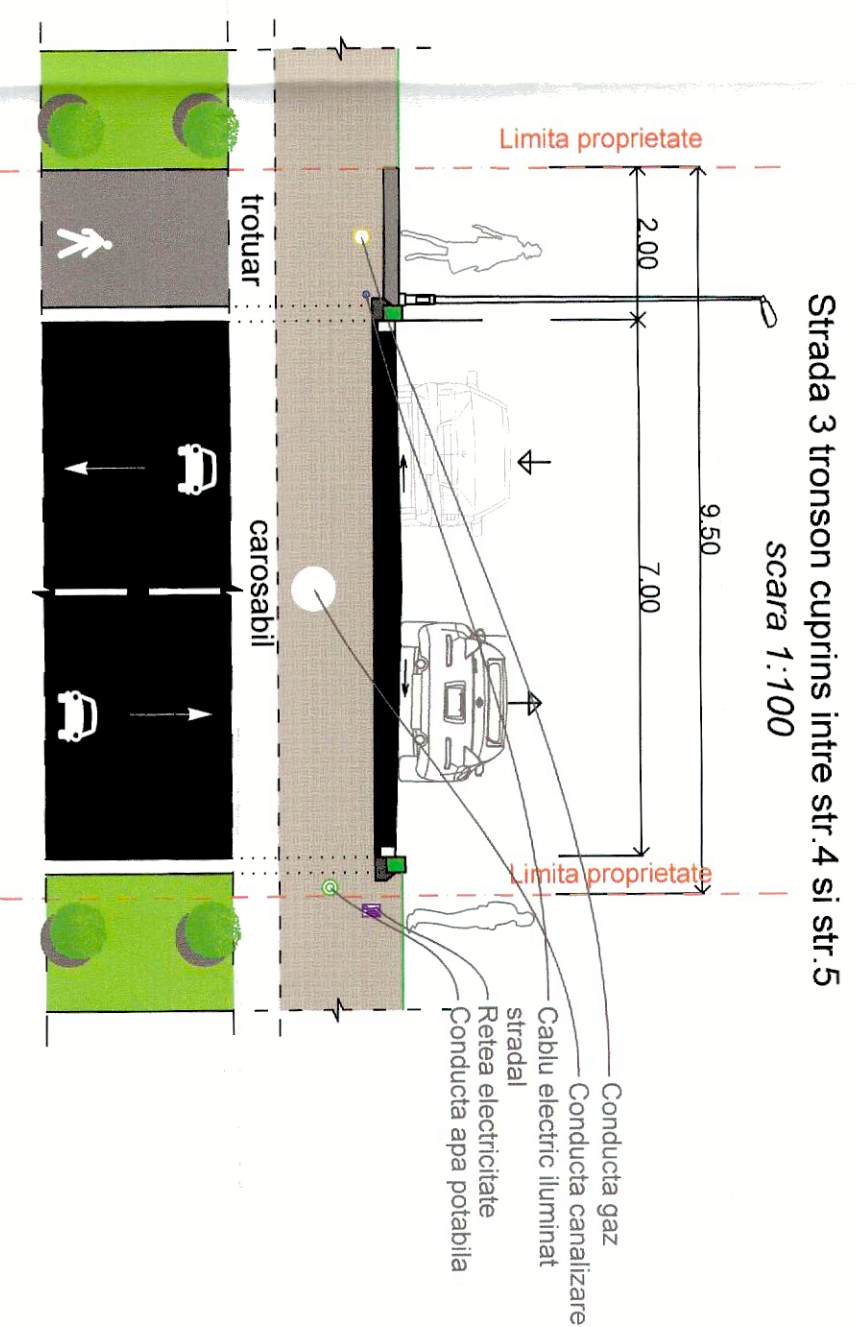 Strada 3 tronson cuprins intre str.4 si str.5
scara 1:100
9.50
2.00
7.00
Limita proprietate
Limita proprietate
Conducta gaz
Conducta canalizare
Cablu electric iluminat
stradal
Retea electricitate
Conducta apa potabila
trotuar
carosabil